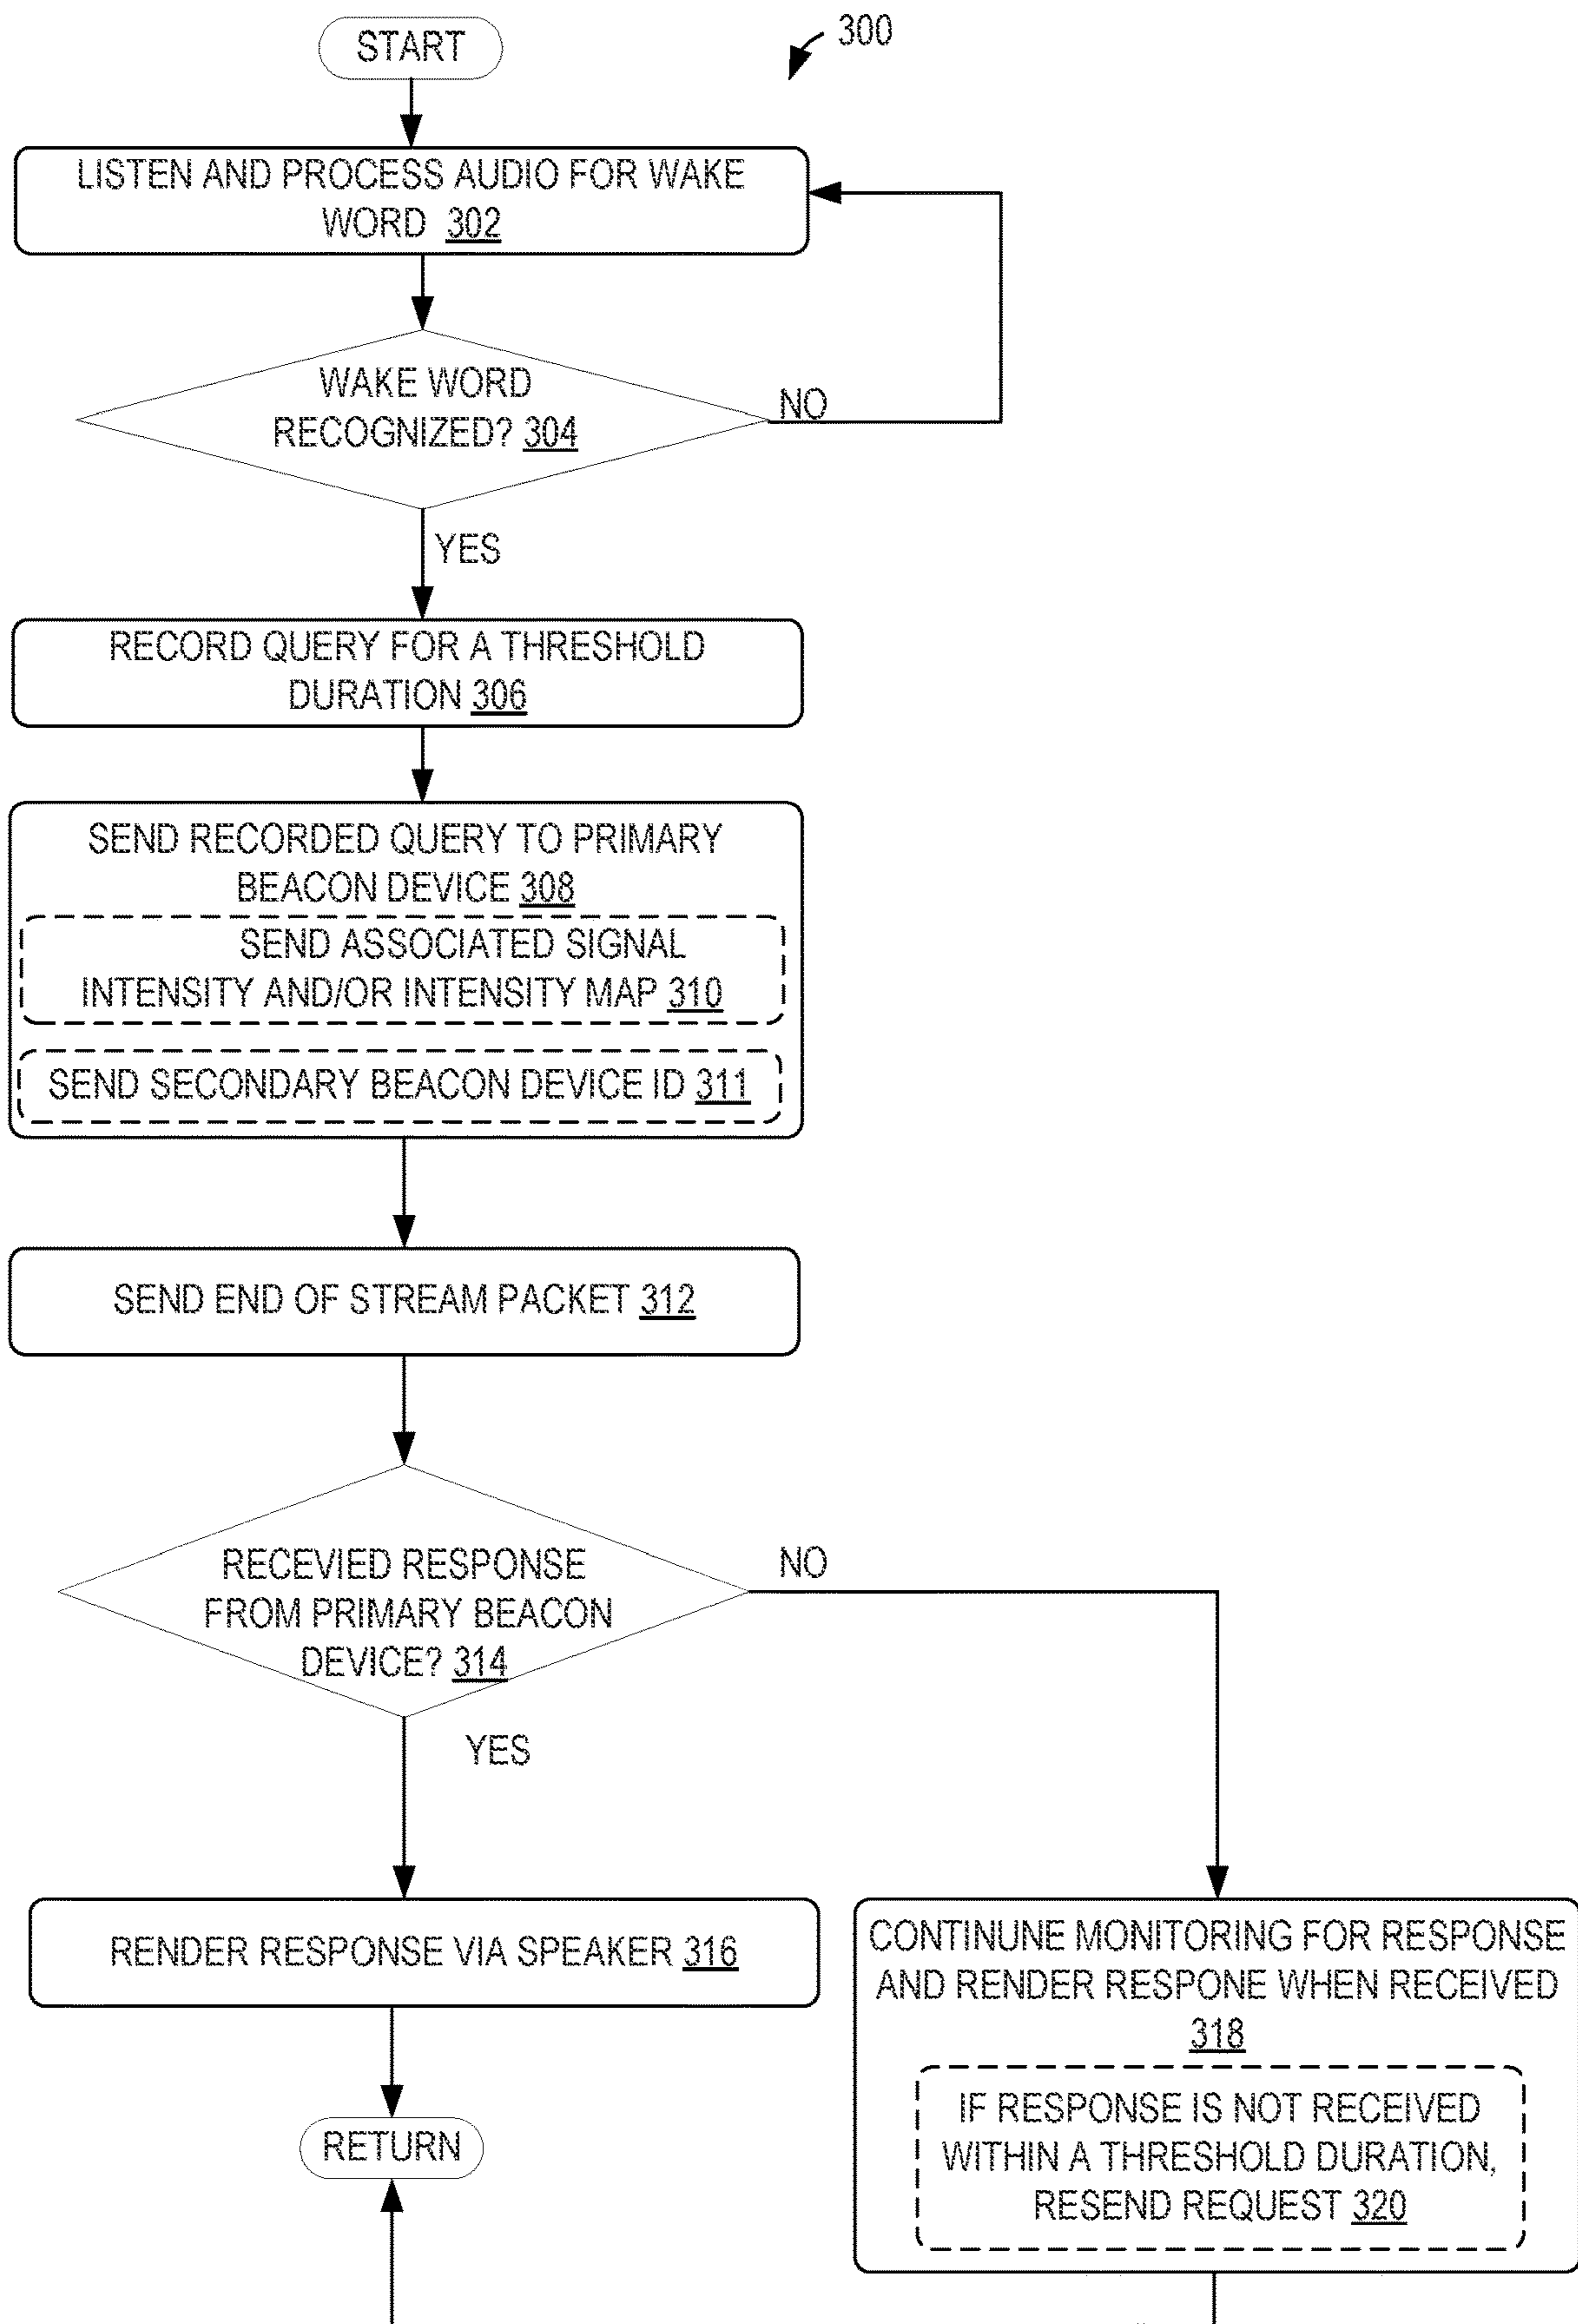 START
300
LISTEN AND PROCESS AUDIO FOR WAKE
WORD 302
WAKE WORD
RECOGNIZED? 304
NO
YES
RECORD QUERY FOR A THRESHOLD
DURATION 306
SEND RECORDED QUERY TO PRIMARY
BEACON DEVICE 308
SEND ASSOCIATED SIGNAL
INTENSITY AND/OR INTENSITY MAP 310
SEND SECONDARY BEACON DEVICE ID 311
SEND END OF STREAM PACKET 312
RECEVIED RESPONSE
FROM PRIMARY BEACON
DEVICE? 314
NO
YES
RENDER RESPONSE VIA SPEAKER 316
CONTINUNE MONITORING FOR RESPONSE
AND RENDER RESPONE WHEN RECEIVED
318
IF RESPONSE IS NOT RECEIVED
WITHIN A THRESHOLD DURATION,
RESEND REQUEST 320
RETURN